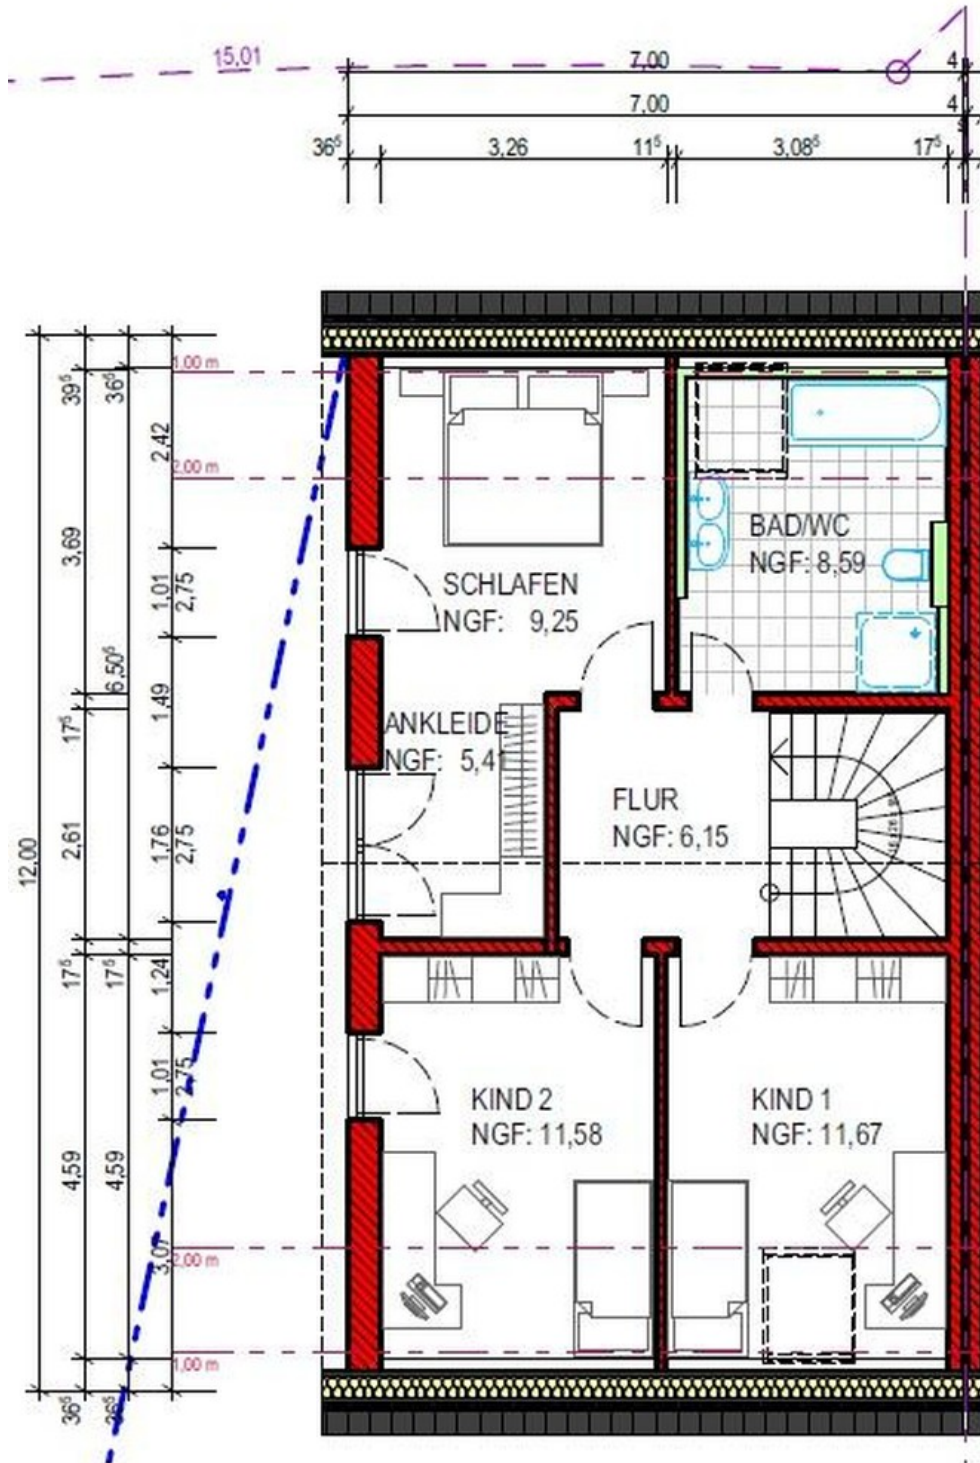 15,01
7,00
4
7,00
4
36⁵
3,26
11⁵
3,08⁵
17⁵
1,00 m
39⁵
36⁵
2,42
2,00 m
3,69
BAD/WC
NGF: 8,59
SCHLAFEN
NGF: 9,25
1,01
2,75
6,50⁵
1,49
17⁵
ANKLEIDE
NGF: 5,41
FLUR
NGF: 6,15
12,00
2,61
1,76
2,75
17⁵
17⁵
1,24
1,01
2,75
KIND 2
NGF: 11,58
KIND 1
NGF: 11,67
4,59
4,59
3,07
2,00 m
1,00 m
36⁵
36⁵